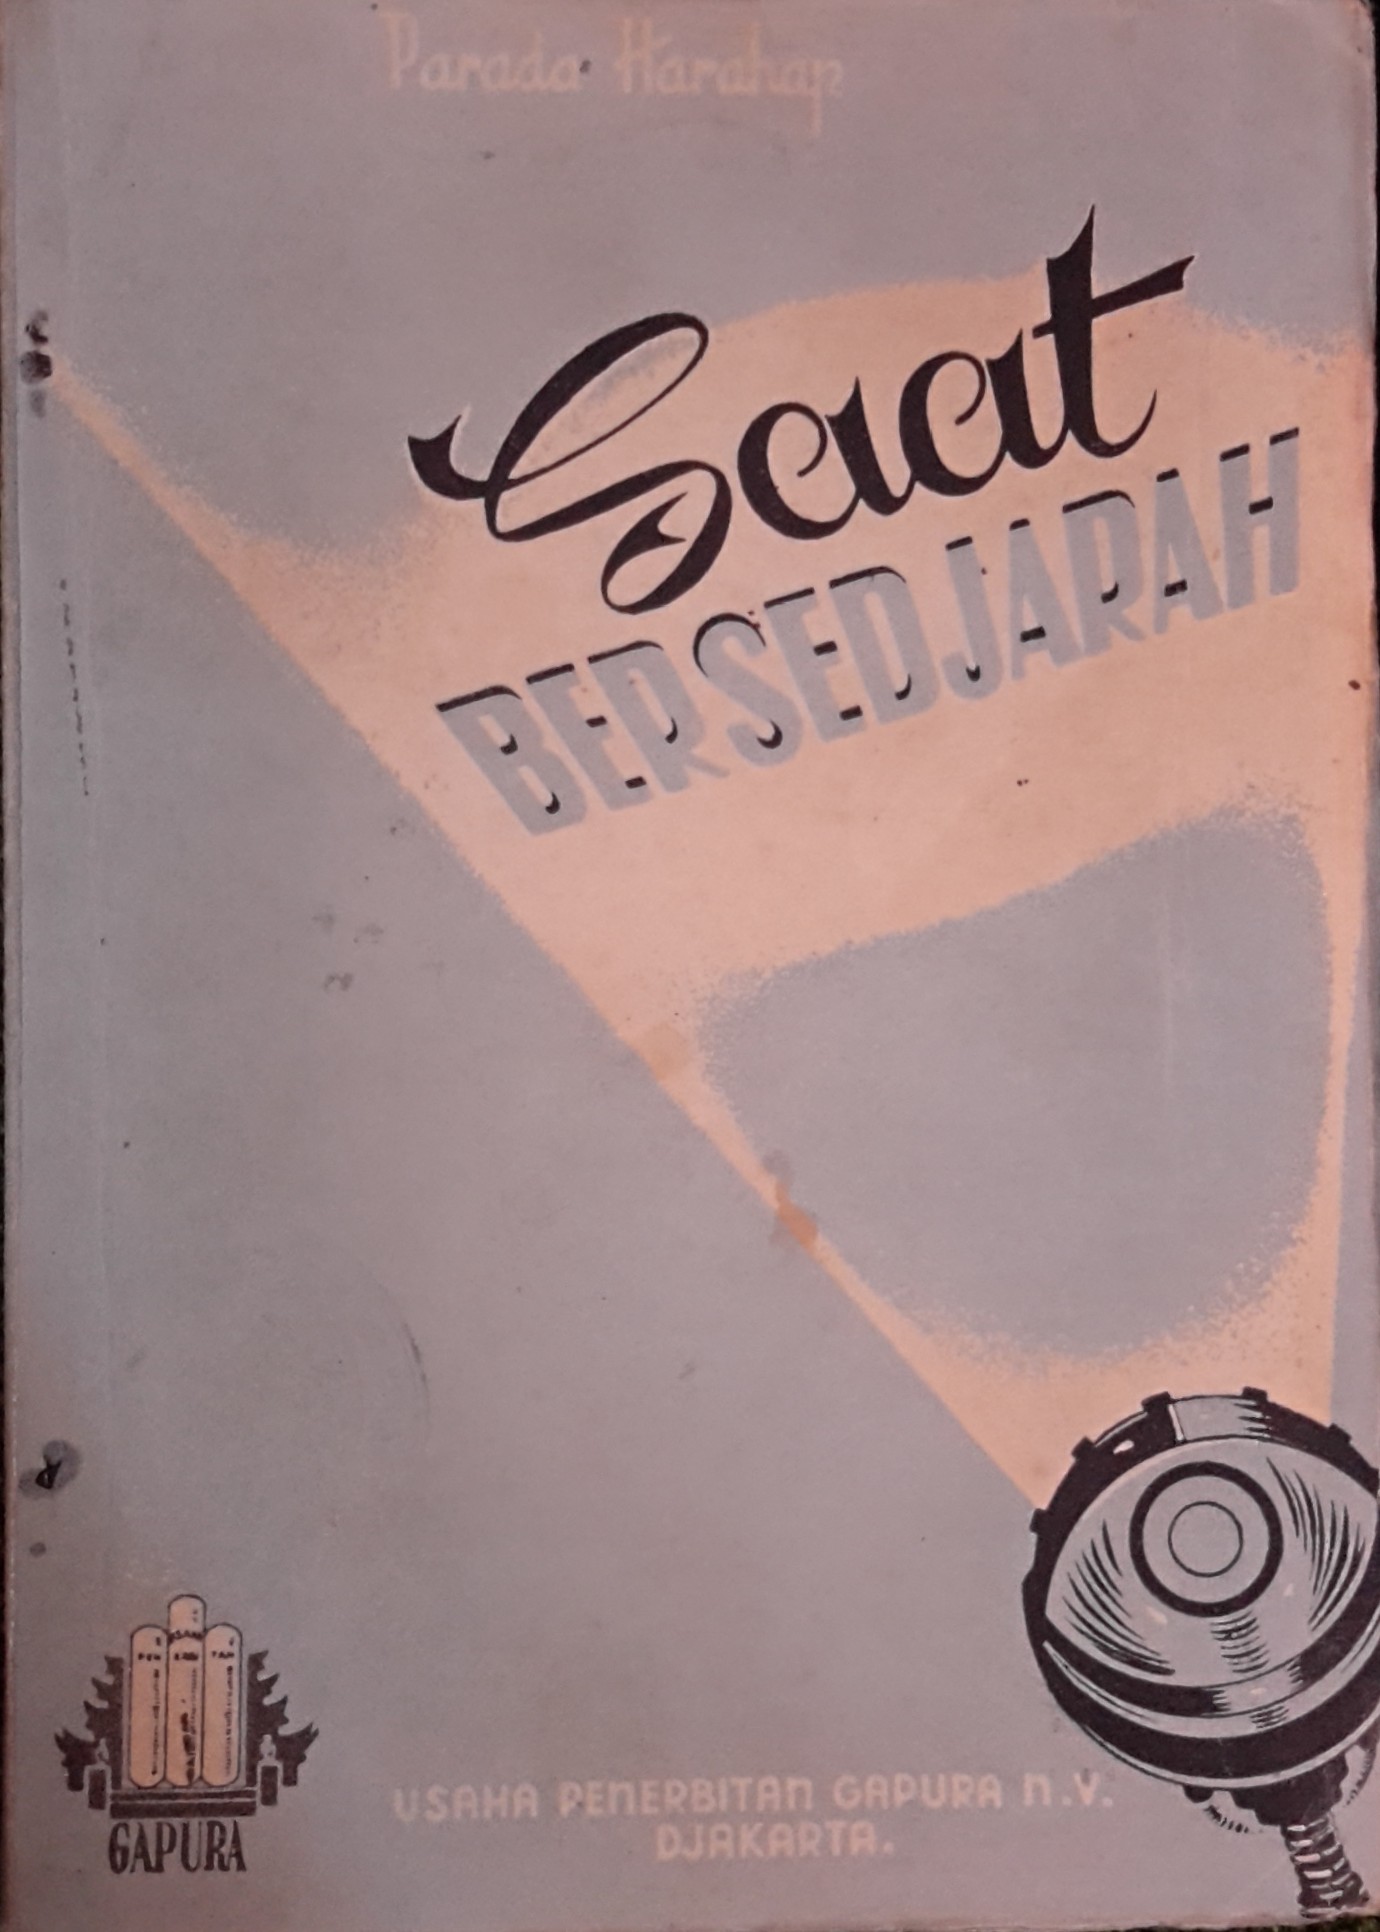 Parada Harahap
Saat
BERSEDJARAH
USAHA PENERBITAN GAPURA N.V.
DJAKARTA.
GAPURA